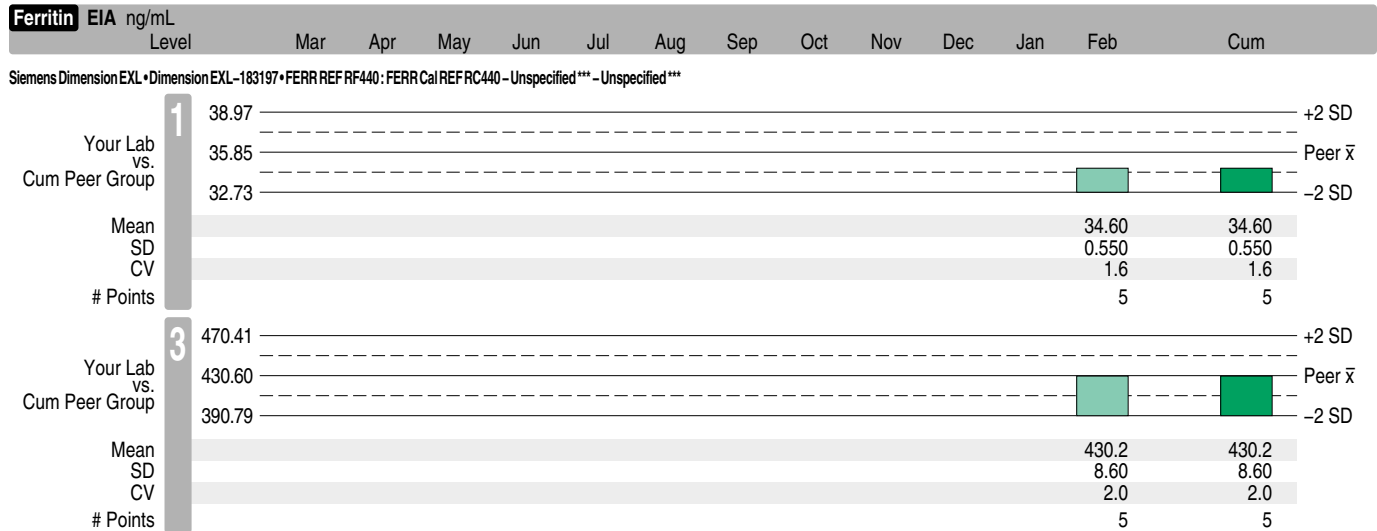 Ferritin EIA ng/mL
Level Mar Apr May Jun Jul Aug Sep Oct Nov Dec Jan Feb Cum
Siemens Dimension EXL • Dimension EXL–183197 • FERR REF RF440 : FERR Cal REF RC440 – Unspecified *** – Unspecified ***
1
38.97 +2 SD
Your Lab
vs.
Cum Peer Group
35.85 Peer x̅
32.73 −2 SD
Mean 34.60 34.60
SD 0.550 0.550
CV 1.6 1.6
# Points 5 5
3
470.41 +2 SD
Your Lab
vs.
Cum Peer Group
430.60 Peer x̅
390.79 −2 SD
Mean 430.2 430.2
SD 8.60 8.60
CV 2.0 2.0
# Points 5 5